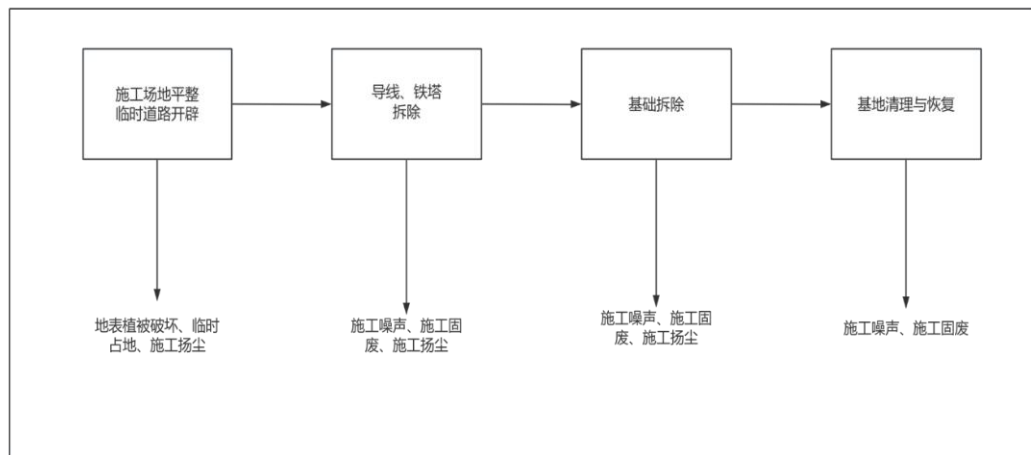 施工场地平整
临时道路开辟
导线、铁塔
拆除
基础拆除
基地清理与恢复
地表植被破坏、临时
占地、施工扬尘
施工噪声、施工固
废、施工扬尘
施工噪声、施工固
废、施工扬尘
施工噪声、施工固废